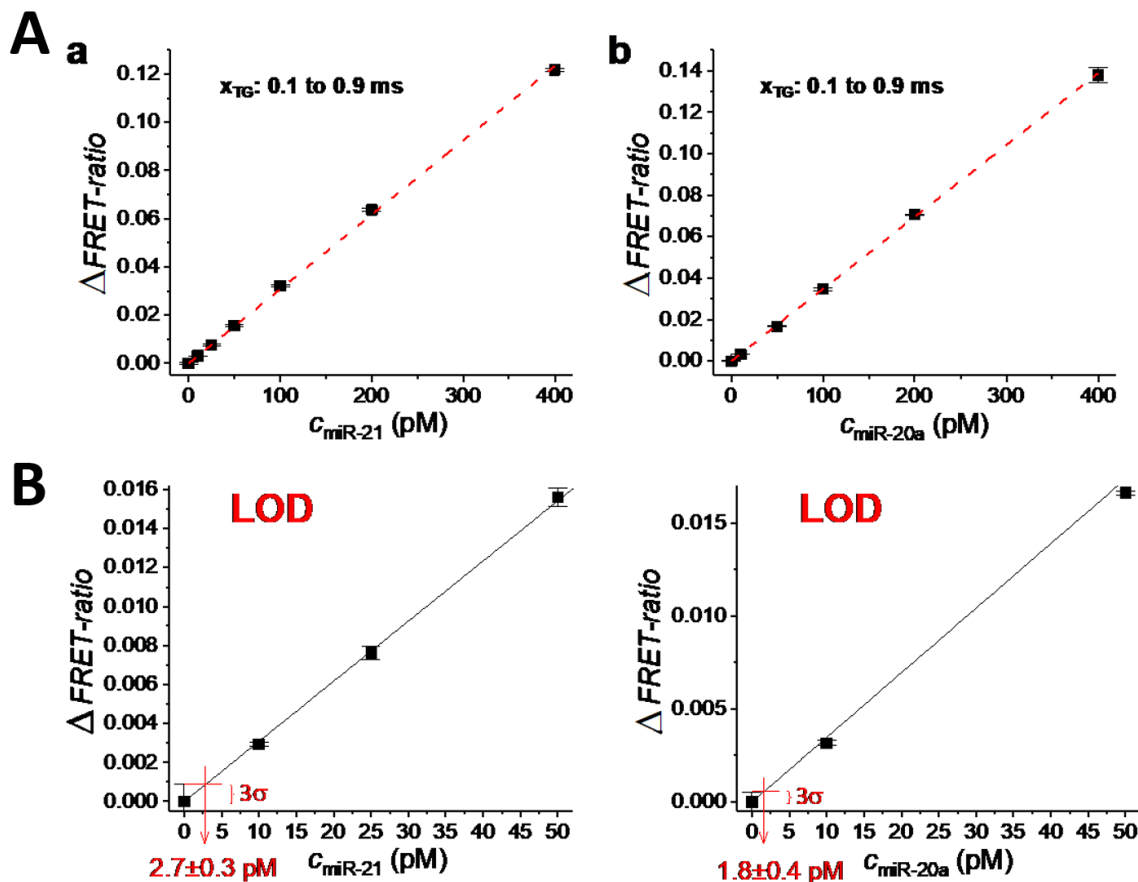 A
a
x_TG: 0.1 to 0.9 ms
0.12
0.10
0.08
0.06
0.04
0.02
0.00
△ FRET-ratio
0 100 200 300 400
c_miR-21 (pM)
b
x_TG: 0.1 to 0.9 ms
0.14
0.12
0.10
0.08
0.06
0.04
0.02
0.00
△ FRET-ratio
0 100 200 300 400
c_miR-20a (pM)
B
LOD
0.016
0.014
0.012
0.010
0.008
0.006
0.004
0.002
0.000
△ FRET-ratio
3σ
0 5 10 15 20 25 30 35 40 45 50
2.7±0.3 pM
c_miR-21 (pM)
LOD
0.015
0.010
0.005
0.000
△ FRET-ratio
3σ
0 5 10 15 20 25 30 35 40 45 50
1.8±0.4 pM
c_miR-20a (pM)